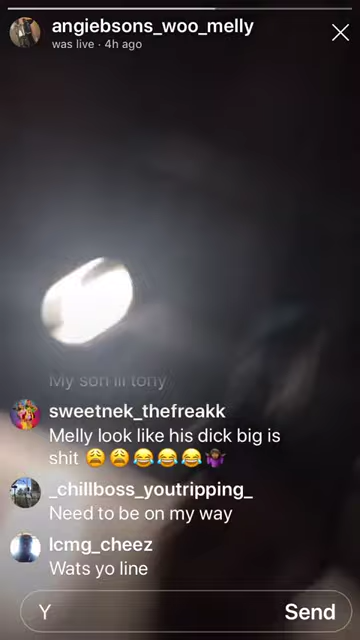 angiebsons_woo_melly
was live · 4h ago
My son lil tony
sweetnek_thefreakk
Melly look like his dick big is
shit 😩😩😂😂😂🤷🏾‍♀️
_chillboss_youtripping_
Need to be on my way
lcmg_cheez
Wats yo line
Y
Send